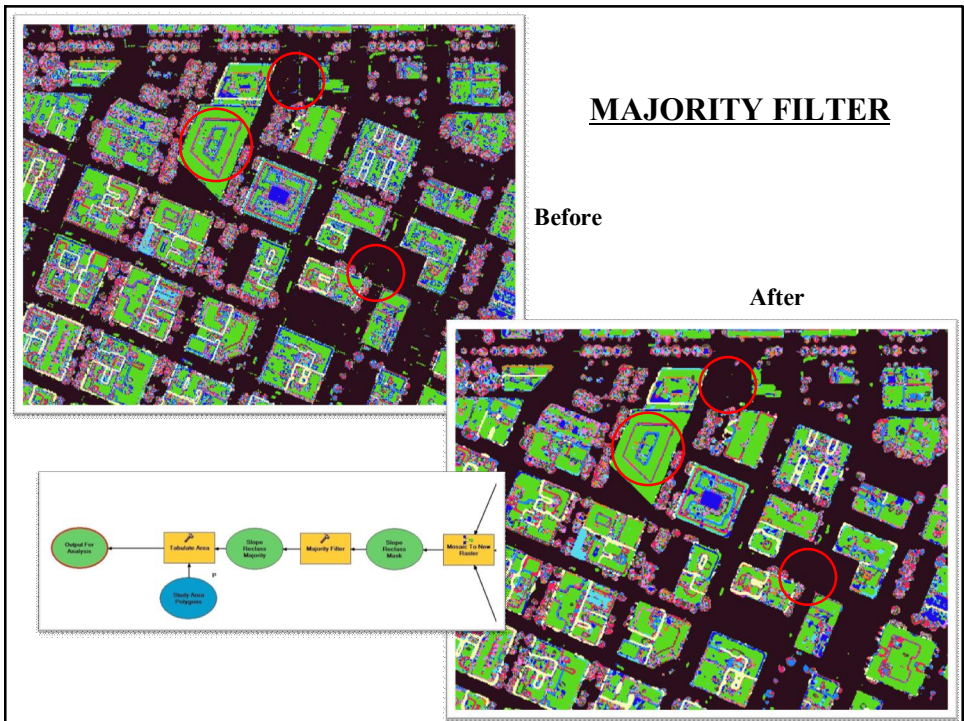 MAJORITY FILTER
Before
After
Output For
Analysis
Tabulate Area
Slope
Reclass
Majority
Majority Filter
Slope
Reclass
Mask
Mosaic To New
Raster
P
Study Area
Polygons